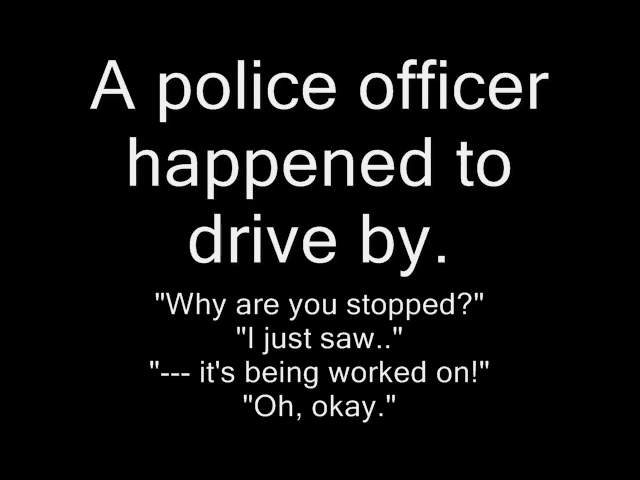 A police officer
happened to
drive by.
"Why are you stopped?"
"I just saw.."
"--- it's being worked on!"
"Oh, okay."